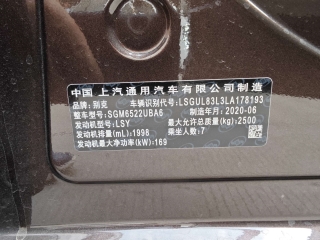 中国 上汽通用汽车有限公司制造
品牌: 别克 车辆识别代号: LSGUL83L3LA178193
整车型号: SGM6522UBA6 制造年月: 2020-06
发动机型号: LSY 最大允许总质量(kg): 2500
发动机排量(mL): 1998 乘坐人数: 7
发动机最大净功率(kW): 169